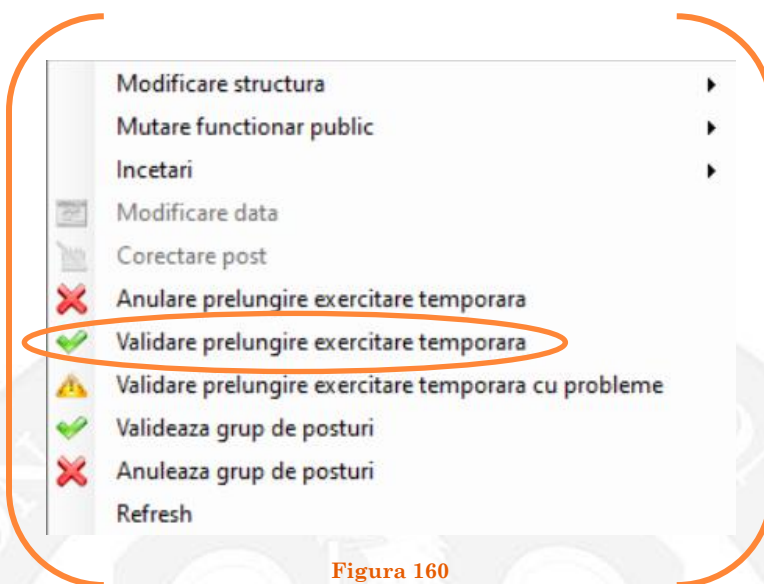 Modificare structura
Mutare functionar public
Incetari
Modificare data
Corectare post
Anulare prelungire exercitare temporara
Validare prelungire exercitare temporara
Validare prelungire exercitare temporara cu probleme
Valideaza grup de posturi
Anuleaza grup de posturi
Refresh
Figura 160